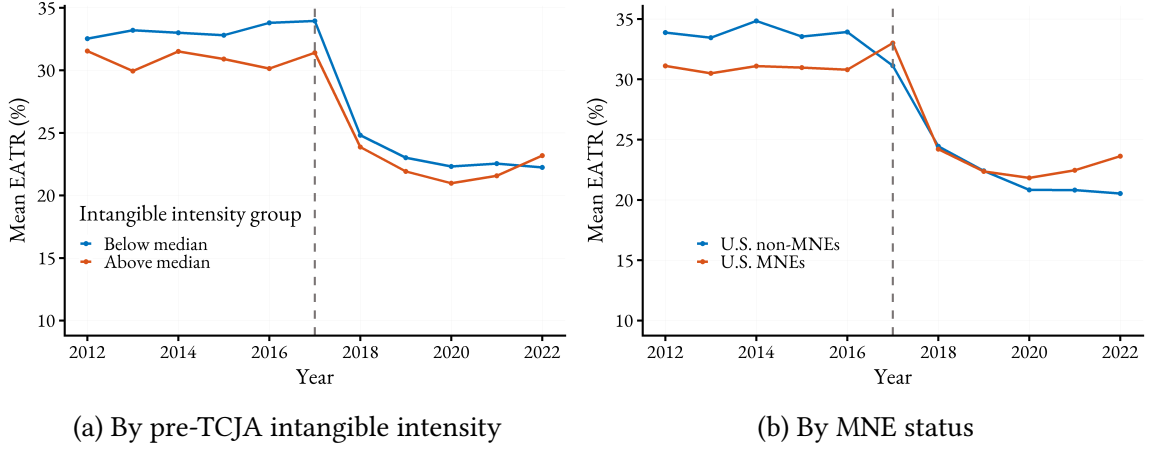 35
30
25
20
15
10
Mean EATR (%)
Intangible intensity group
Below median
Above median
2012 2014 2016 2018 2020 2022
Year
(a) By pre-TCJA intangible intensity
35
30
25
20
15
10
Mean EATR (%)
U.S. non-MNEs
U.S. MNEs
2012 2014 2016 2018 2020 2022
Year
(b) By MNE status